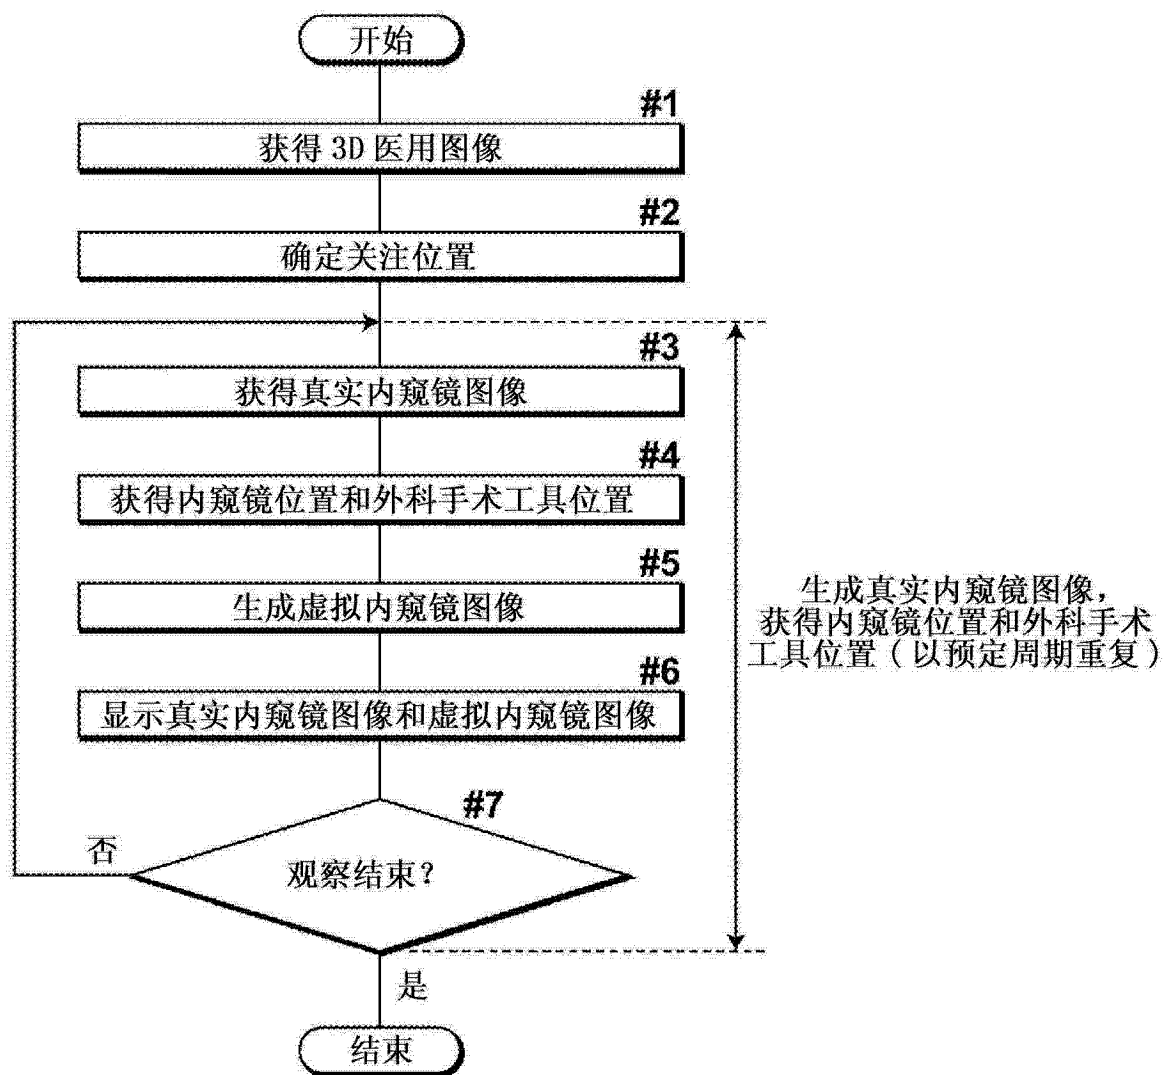 开始
#1
获得 3D 医用图像
#2
确定关注位置
#3
获得真实内窥镜图像
#4
获得内窥镜位置和外科手术工具位置
#5
生成虚拟内窥镜图像
#6
显示真实内窥镜图像和虚拟内窥镜图像
#7
否
观察结束?
是
结束
生成真实内窥镜图像，
获得内窥镜位置和外科手术
工具位置 ( 以预定周期重复 )